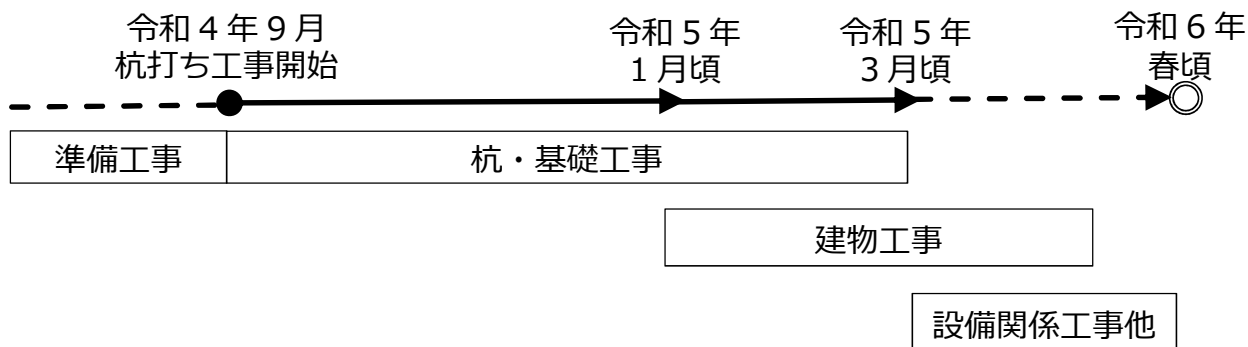 令和４年９月
杭打ち工事開始
令和５年
１月頃
令和５年
３月頃
令和６年
春頃
準備工事
杭・基礎工事
建物工事
設備関係工事他